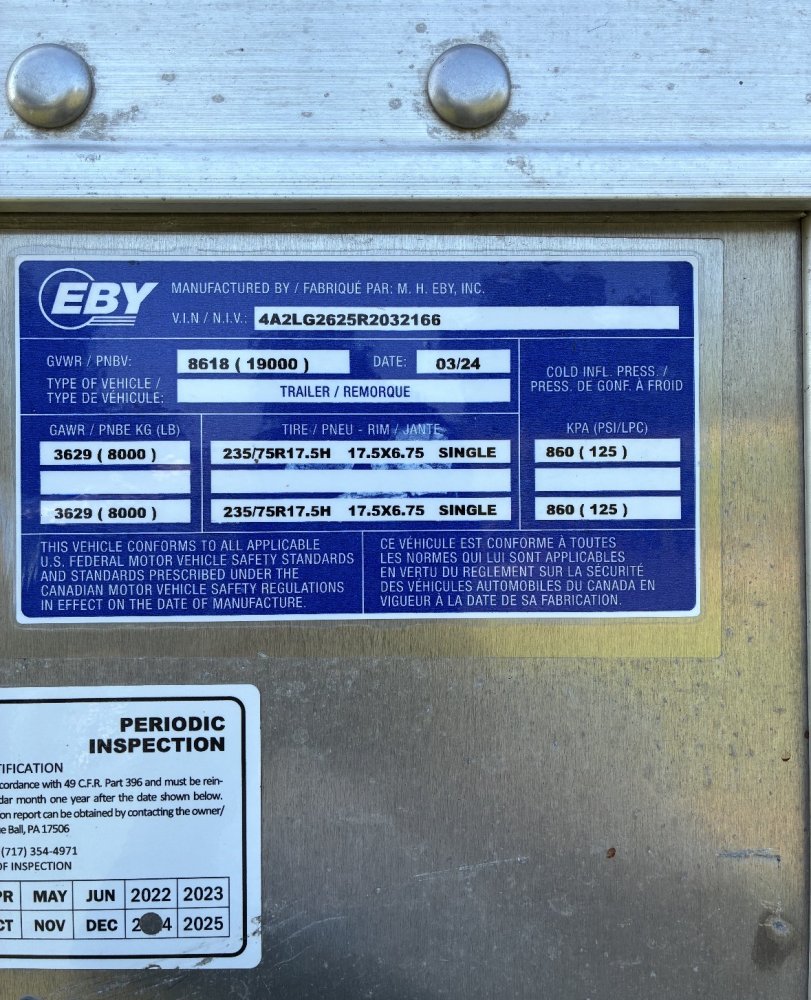 EBY
MANUFACTURED BY / FABRIQUÉ PAR: M. H. EBY, INC.
V.I.N / N.I.V.: 4A2LG2625R2032166
GVWR / PNBV: 8618 ( 19000 ) DATE: 03/24
TYPE OF VEHICLE /
TYPE DE VÉHICULE: TRAILER / REMORQUE
COLD INFL. PRESS. /
PRESS. DE GONF. À FROID
GAWR / PNBE KG (LB) TIRE / PNEU - RIM / JANTE KPA (PSI/LPC)
3629 ( 8000 ) 235/75R17.5H 17.5X6.75 SINGLE 860 ( 125 )
3629 ( 8000 ) 235/75R17.5H 17.5X6.75 SINGLE 860 ( 125 )
THIS VEHICLE CONFORMS TO ALL APPLICABLE
U.S. FEDERAL MOTOR VEHICLE SAFETY STANDARDS
AND STANDARDS PRESCRIBED UNDER THE
CANADIAN MOTOR VEHICLE SAFETY REGULATIONS
IN EFFECT ON THE DATE OF MANUFACTURE.
CE VÉHICULE EST CONFORME À TOUTES
LES NORMES QUI LUI SONT APPLICABLES
EN VERTU DU REGLEMENT SUR LA SÉCURITÉ
DES VÉHICULES AUTOMOBILES DU CANADA EN
VIGUEUR À LA DATE DE SA FABRICATION.
PERIODIC
INSPECTION
TIFICATION
cordance with 49 C.F.R. Part 396 and must be rein-
dar month one year after the date shown below.
on report can be obtained by contacting the owner/
e Ball, PA 17506
(717) 354-4971
OF INSPECTION
PR MAY JUN 2022 2023
CT NOV DEC 2 4 2025